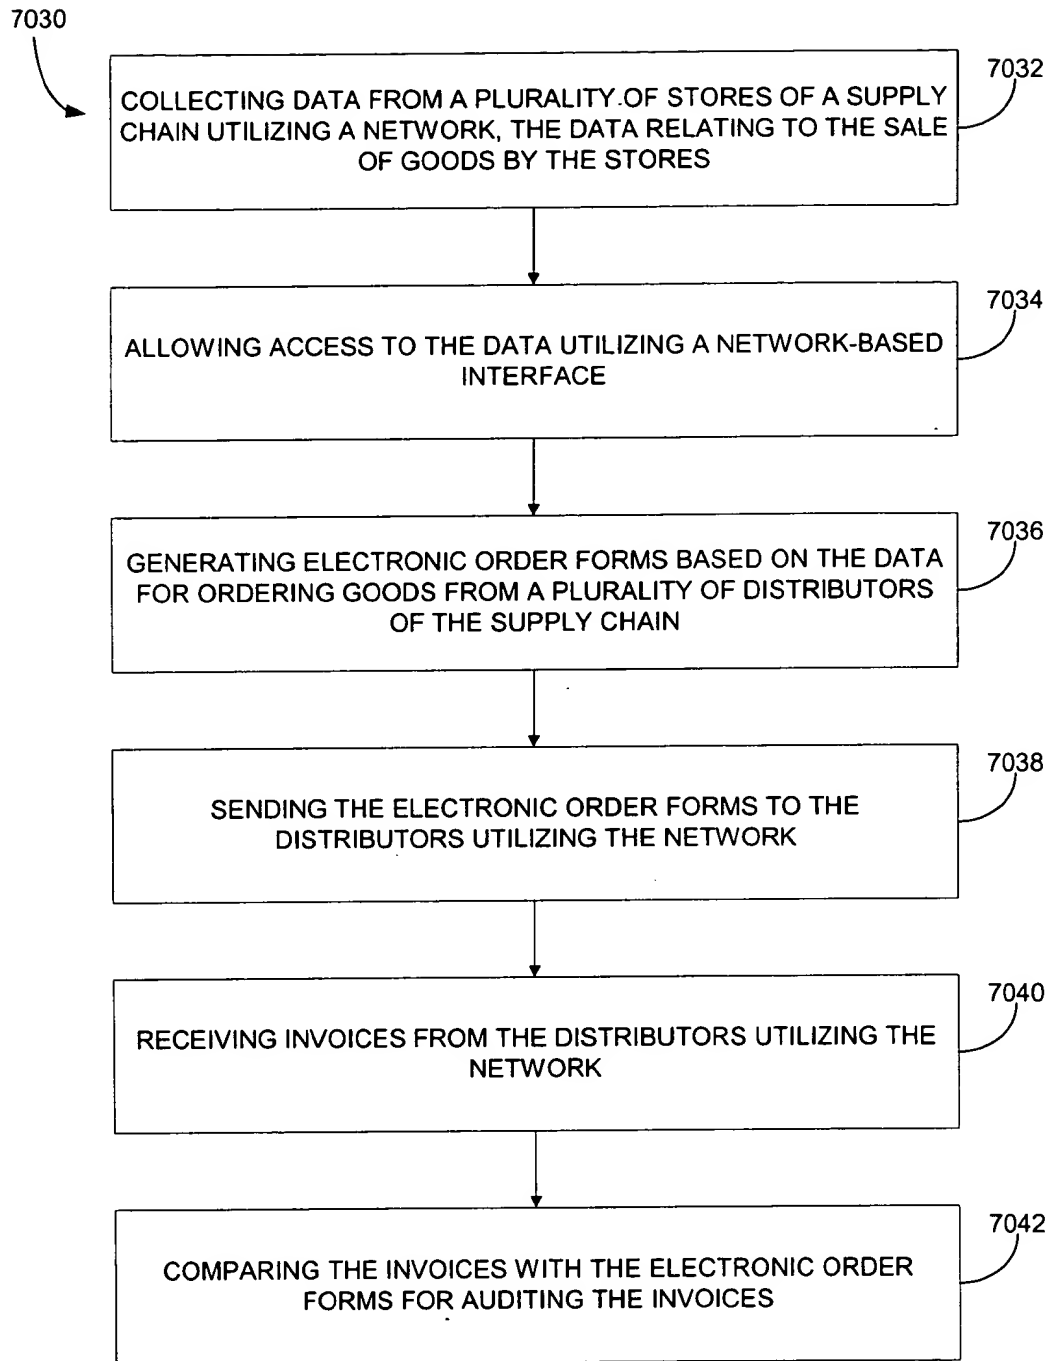 7030
7032
COLLECTING DATA FROM A PLURALITY OF STORES OF A SUPPLY
CHAIN UTILIZING A NETWORK, THE DATA RELATING TO THE SALE
OF GOODS BY THE STORES
7034
ALLOWING ACCESS TO THE DATA UTILIZING A NETWORK-BASED
INTERFACE
7036
GENERATING ELECTRONIC ORDER FORMS BASED ON THE DATA
FOR ORDERING GOODS FROM A PLURALITY OF DISTRIBUTORS
OF THE SUPPLY CHAIN
7038
SENDING THE ELECTRONIC ORDER FORMS TO THE
DISTRIBUTORS UTILIZING THE NETWORK
7040
RECEIVING INVOICES FROM THE DISTRIBUTORS UTILIZING THE
NETWORK
7042
COMPARING THE INVOICES WITH THE ELECTRONIC ORDER
FORMS FOR AUDITING THE INVOICES